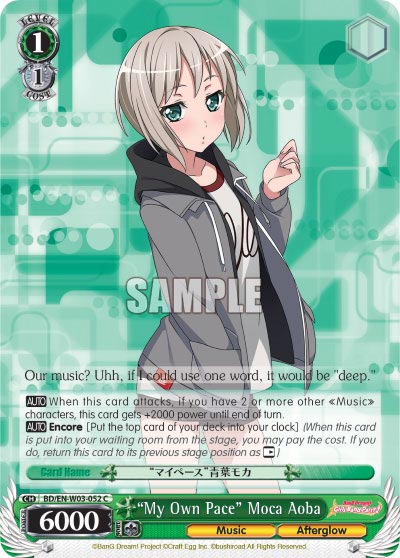 LEVEL
1
1
COST
SAMPLE
Our music? Uhh, if I could use one word, it would be "deep."
AUTO When this card attacks, if you have 2 or more other «Music»
characters, this card gets +2000 power until end of turn.
AUTO Encore [Put the top card of your deck into your clock] (When this card
is put into your waiting room from the stage, you may pay the cost. If you
do, return this card to its previous stage position as )
Card Name
“マイペース”青葉モカ
BD/EN-W03-052 C
POWER
6000
“My Own Pace” Moca Aoba
BanG Dream!
Girls Band Party!
Music
Afterglow
©BanG Dream! Project ©Craft Egg Inc. ©bushiroad All Rights Reserved.